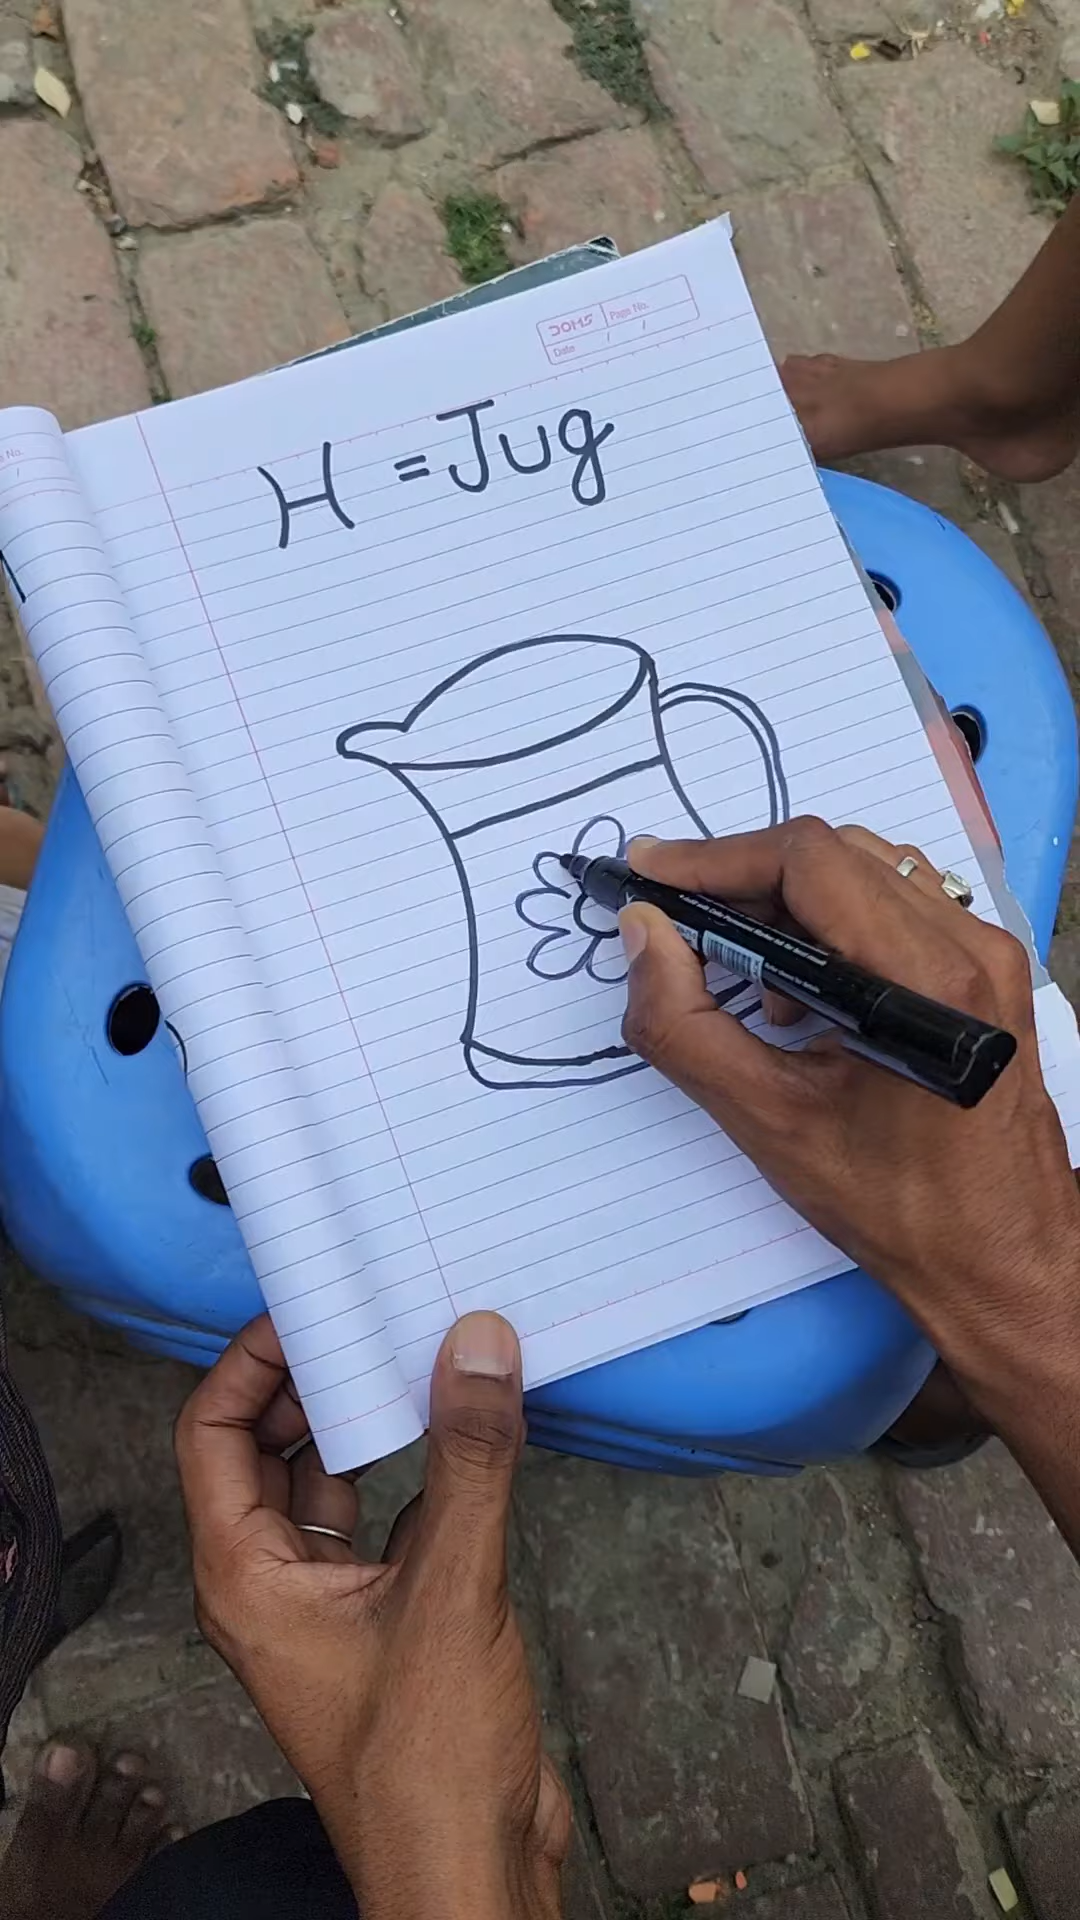 DOMS Page No.
Date / /
H = Jug